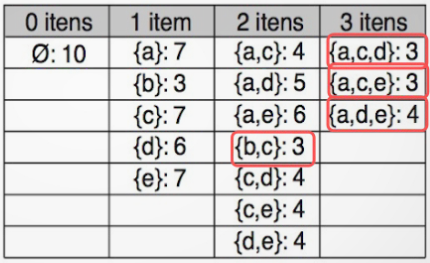 0 itens 1 item 2 itens 3 itens
Ø: 10 {a}: 7 {a,c}: 4 {a,c,d}: 3
{b}: 3 {a,d}: 5 {a,c,e}: 3
{c}: 7 {a,e}: 6 {a,d,e}: 4
{d}: 6 {b,c}: 3
{e}: 7 {c,d}: 4
{c,e}: 4
{d,e}: 4